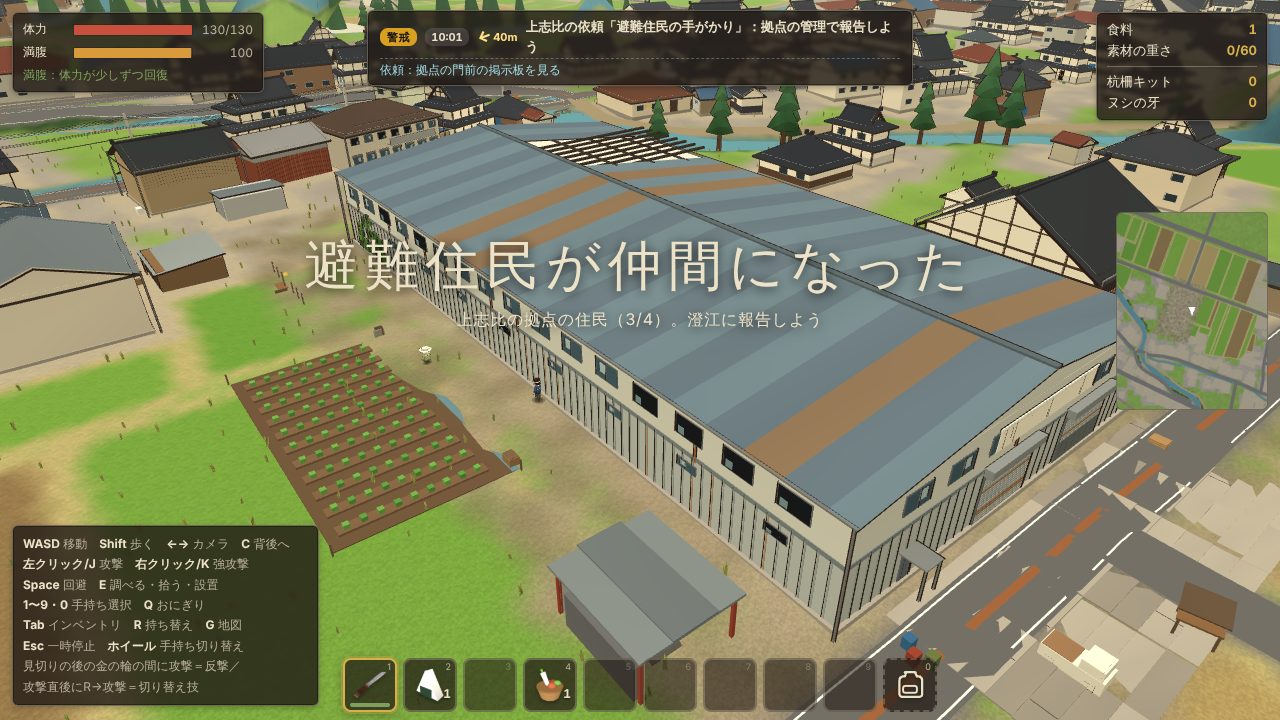 体力 130/130
満腹 100
満腹：体力が少しずつ回復
警戒 10:01 40m 上志比の依頼「避難住民の手がかり」：拠点の管理で報告しよう
依頼：拠点の門前の掲示板を見る
食料 1
素材の重さ 0/60
杭柵キット 0
ヌシの牙 0
避難住民が仲間になった
上志比の拠点の住民（3/4）。澄江に報告しよう
WASD 移動 Shift 歩く ←→ カメラ C 背後へ
左クリック/J 攻撃 右クリック/K 強攻撃
Space 回避 E 調べる・拾う・設置
1〜9・0 手持ち選択 Q おにぎり
Tab インベントリ R 持ち替え G 地図
Esc 一時停止 ホイール 手持ち切り替え
見切りの後の金の輪の間に攻撃＝反撃／
攻撃直後にR→攻撃＝切り替え技
1 2 1 3 4 1 5 6 7 8 9 0